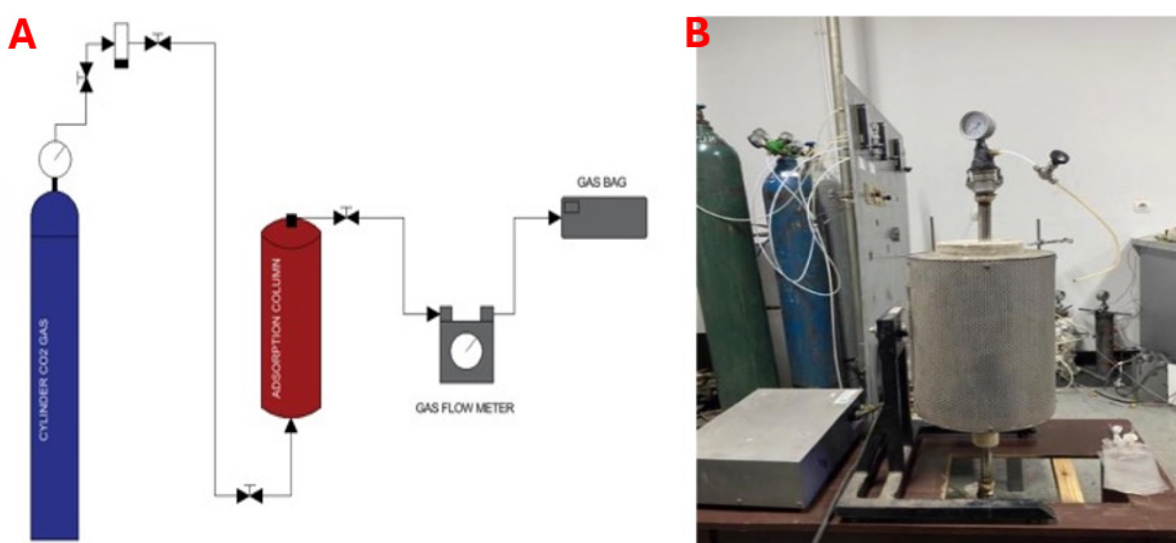 A
B
CYLINDER CO2 GAS
ADSORPTION COLUMN
GAS FLOW METER
GAS BAG